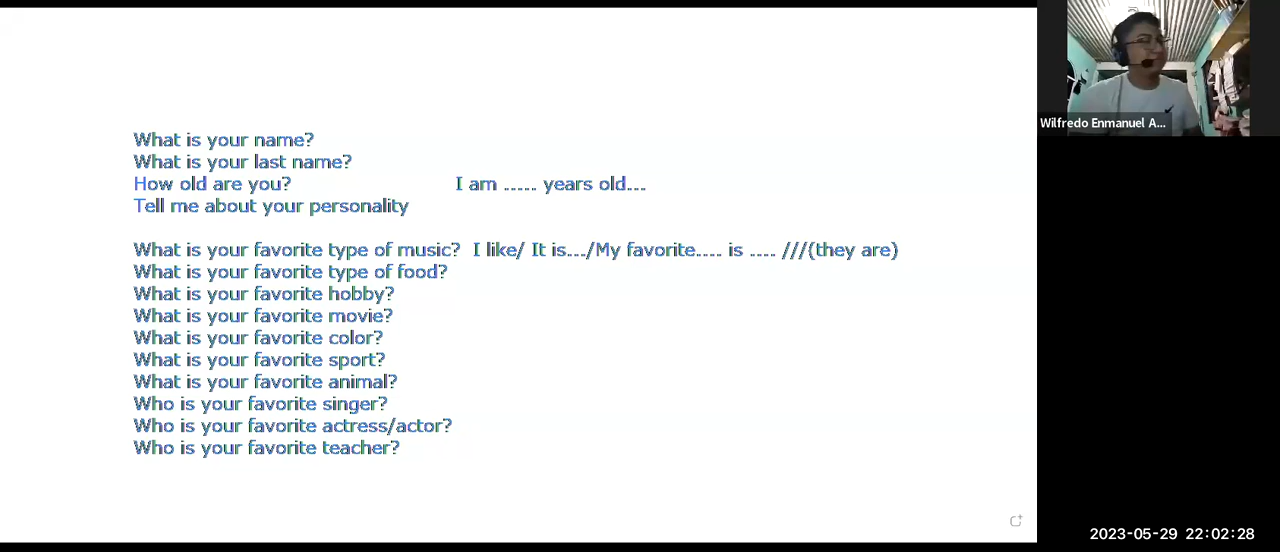 What is your name?
What is your last name?
How old are you? I am ..... years old...
Tell me about your personality
What is your favorite type of music? I like/ It is.../My favorite.... is .... ///(they are)
What is your favorite type of food?
What is your favorite hobby?
What is your favorite movie?
What is your favorite color?
What is your favorite sport?
What is your favorite animal?
Who is your favorite singer?
Who is your favorite actress/actor?
Who is your favorite teacher?
Wilfredo Enmanuel A...
2023-05-29 22:02:28